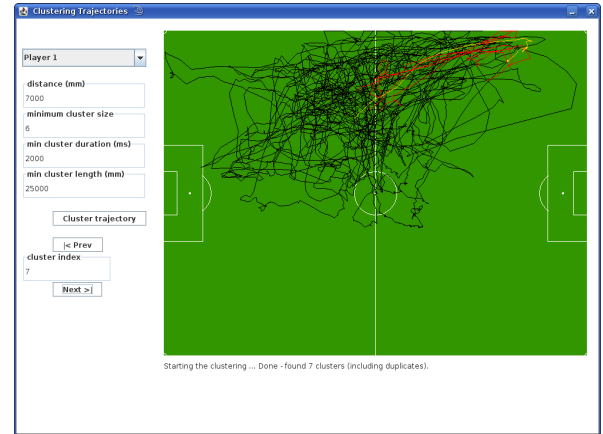 Clustering Trajectories
Player 1
distance (mm)
7000
minimum cluster size
6
min cluster duration (ms)
2000
min cluster length (mm)
25000
Cluster trajectory
|< Prev
cluster index
7
Next >|
Starting the clustering ... Done - found 7 clusters (including duplicates).